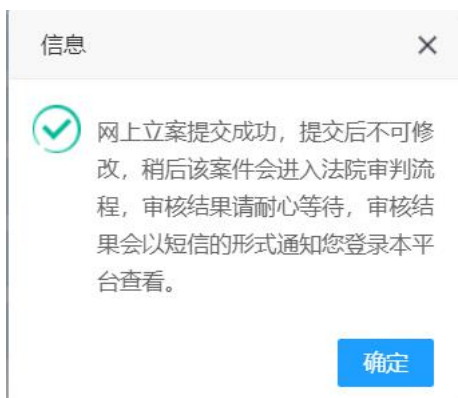 信息
网上立案提交成功，提交后不可修
改，稍后该案件会进入法院审判流
程，审核结果请耐心等待，审核结
果会以短信的形式通知您登录本平
台查看。
确定